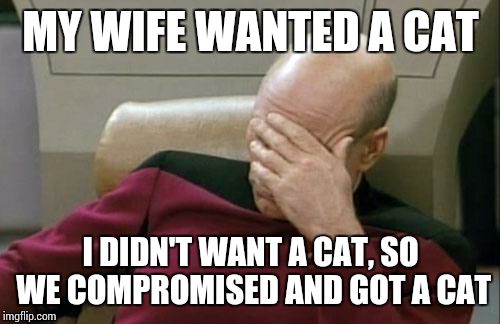 MY WIFE WANTED A CAT
I DIDN'T WANT A CAT, SO
WE COMPROMISED AND GOT A CAT
imgflip.com